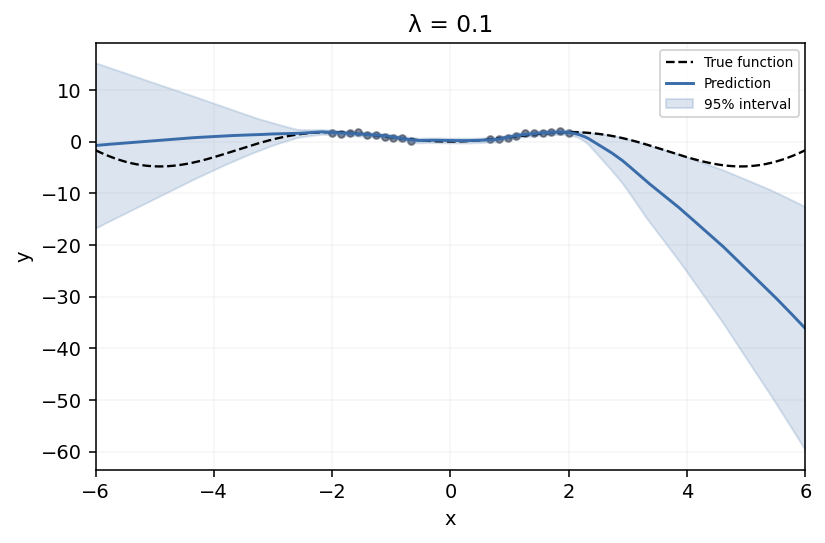 λ = 0.1
True function
Prediction
95% interval
10
0
−10
−20
−30
−40
−50
−60
y
−6 −4 −2 0 2 4 6
x